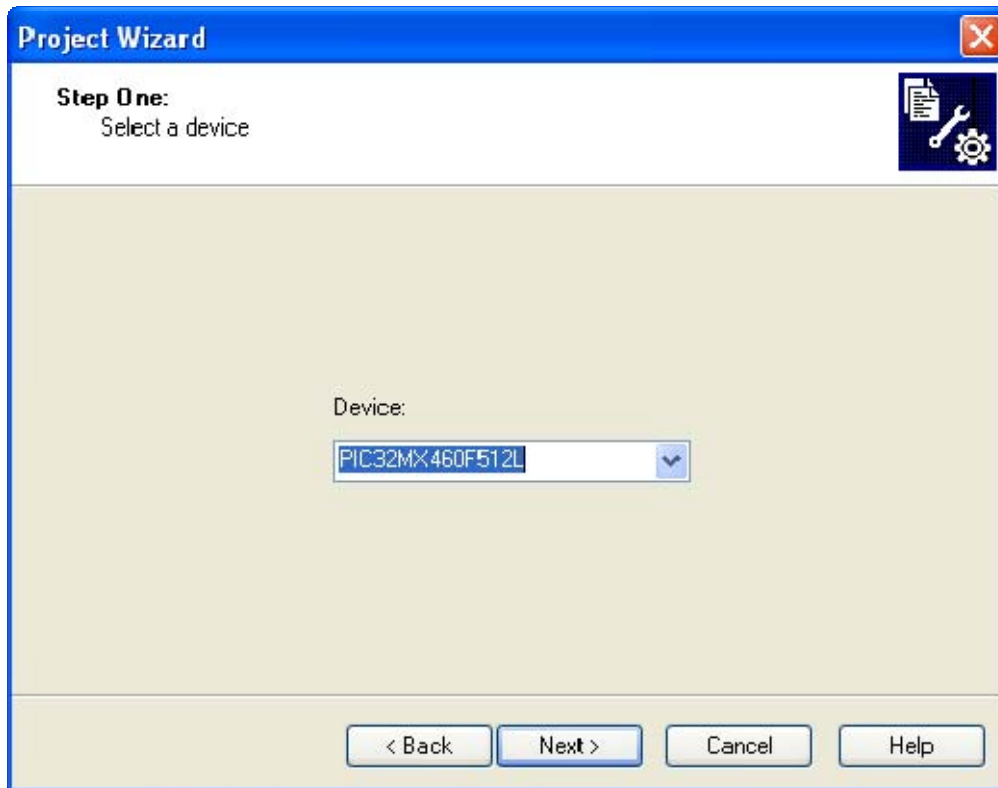 Project Wizard
Step One:
Select a device
Device:
PIC32MX460F512L
< Back Next > Cancel Help